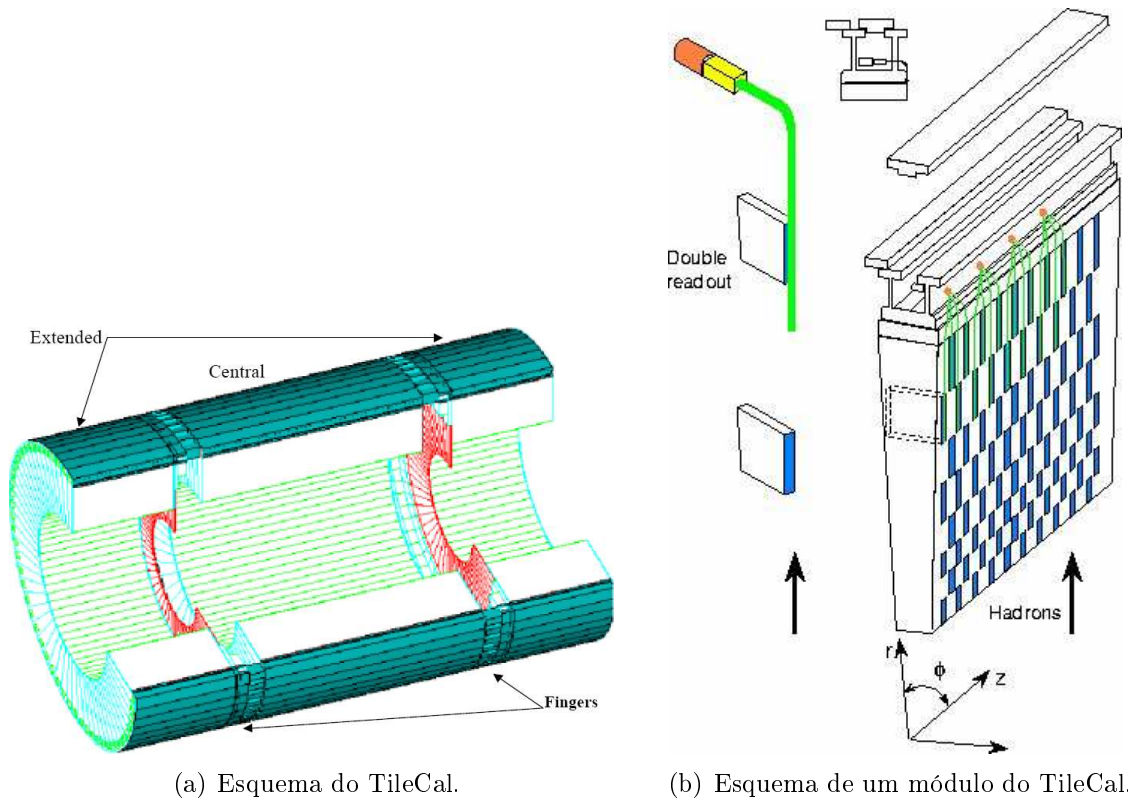 Extended
Central
Fingers
Double
readout
Hadrons
r
ϕ
z
(a) Esquema do TileCal.
(b) Esquema de um módulo do TileCal.